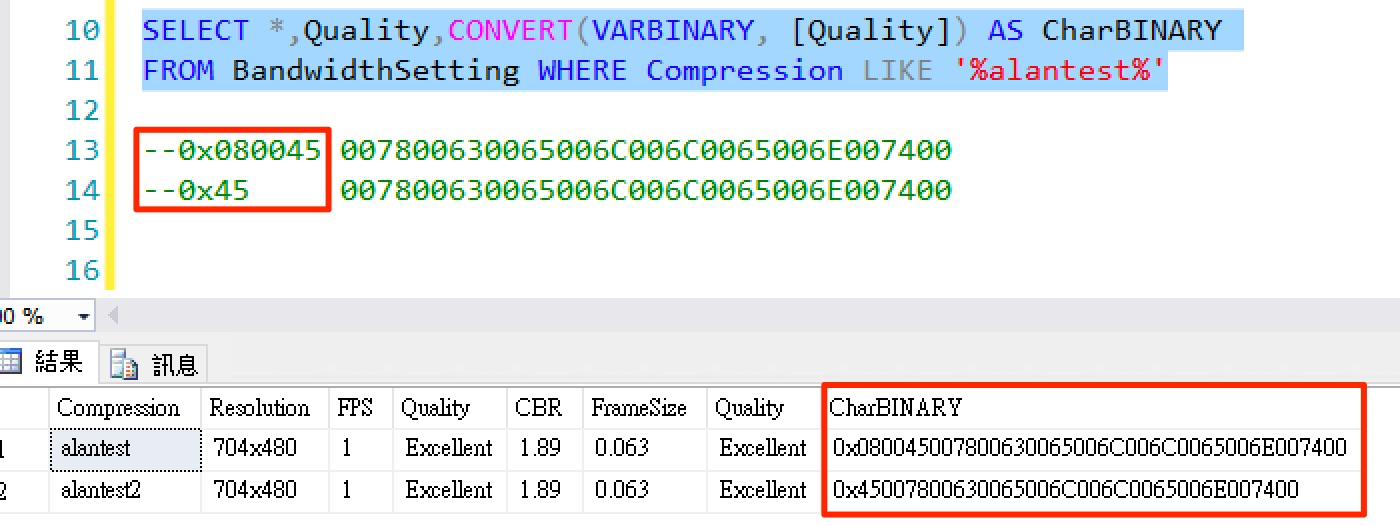 10 SELECT *,Quality,CONVERT(VARBINARY, [Quality]) AS CharBINARY
11 FROM BandwidthSetting WHERE Compression LIKE '%alantest%'
12
13 --0x080045 007800630065006C006C0065006E007400
14 --0x45 007800630065006C006C0065006E007400
15
16
00 %
結果 訊息
Compression Resolution FPS Quality CBR FrameSize Quality CharBINARY
1 alantest 704x480 1 Excellent 1.89 0.063 Excellent 0x080045007800630065006C006C0065006E007400
2 alantest2 704x480 1 Excellent 1.89 0.063 Excellent 0x45007800630065006C006C0065006E007400